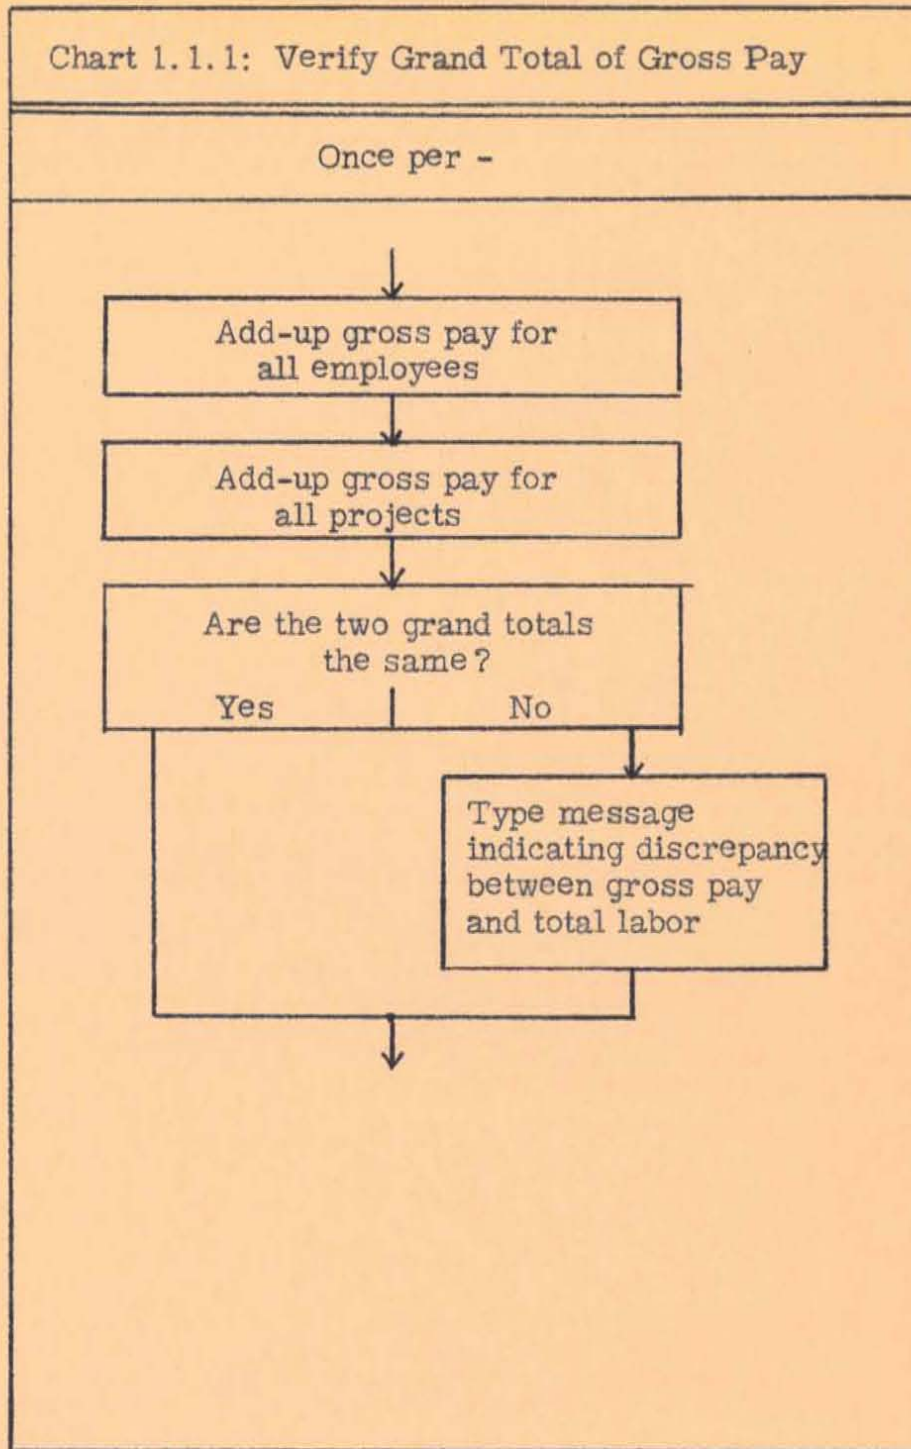 Chart 1.1.1: Verify Grand Total of Gross Pay
Once per -
Add-up gross pay for
all employees
Add-up gross pay for
all projects
Are the two grand totals
the same?
Yes No
Type message
indicating discrepancy
between gross pay
and total labor